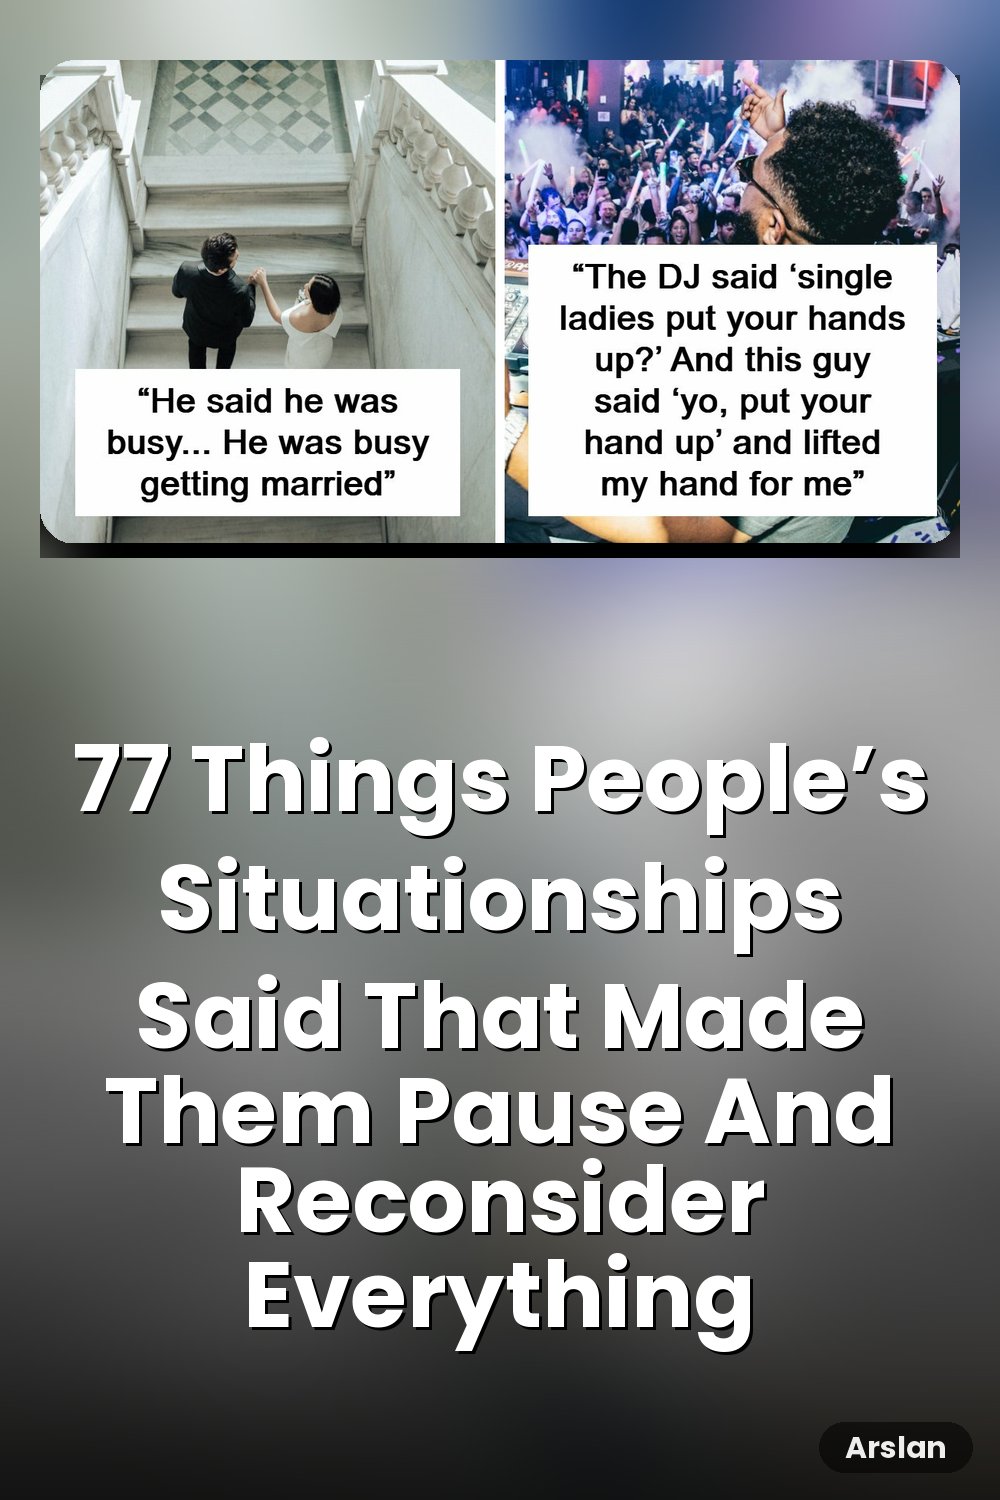 “He said he was
busy... He was busy
getting married”
“The DJ said ‘single
ladies put your hands
up?’ And this guy
said ‘yo, put your
hand up’ and lifted
my hand for me”
77 Things People’s
Situationships
Said That Made
Them Pause And
Reconsider
Everything
Arslan